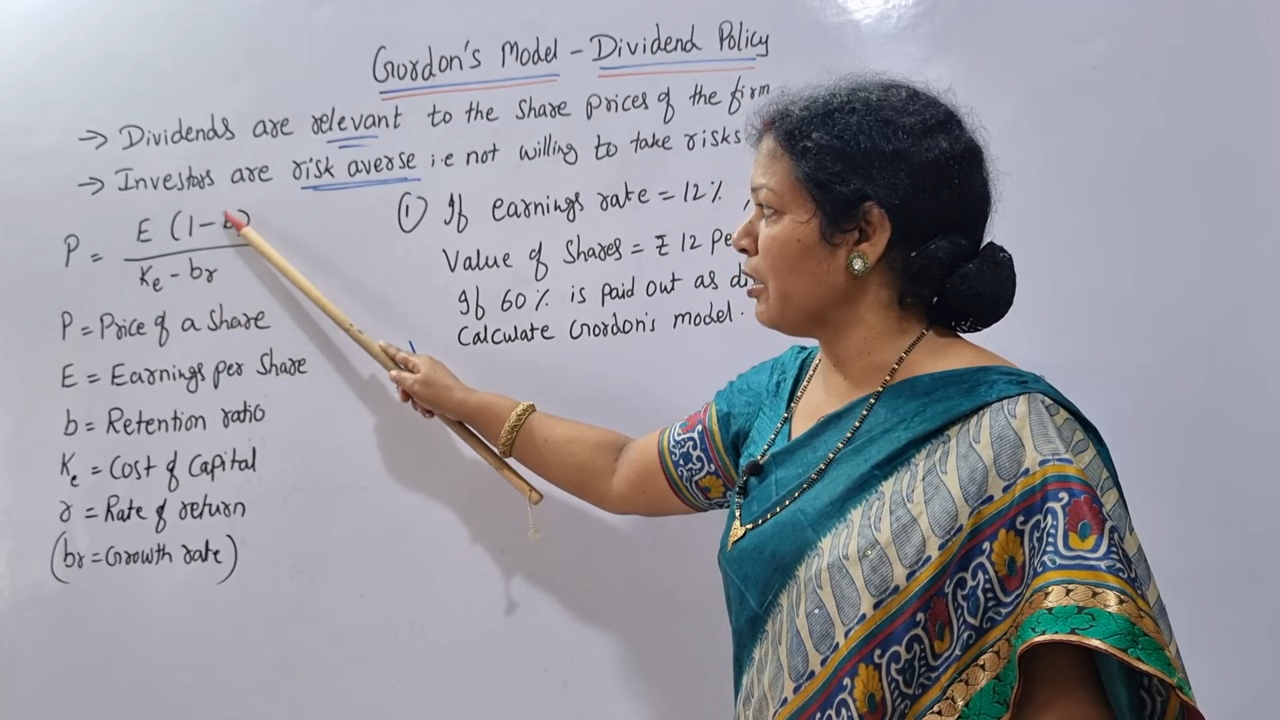 Gordon's Model - Dividend Policy
→ Dividends are relevant to the share prices of the firm
→ Investors are risk averse i.e not willing to take risks
P = E (1-
Ke - br
P = Price of a share
E = Earnings per share
b = Retention ratio
Ke = Cost of Capital
r = Rate of return
(br = Growth rate)
① If earnings rate = 12%,
Value of shares = ₹ 12
If 60% is paid out as
Calculate Gordon's model.